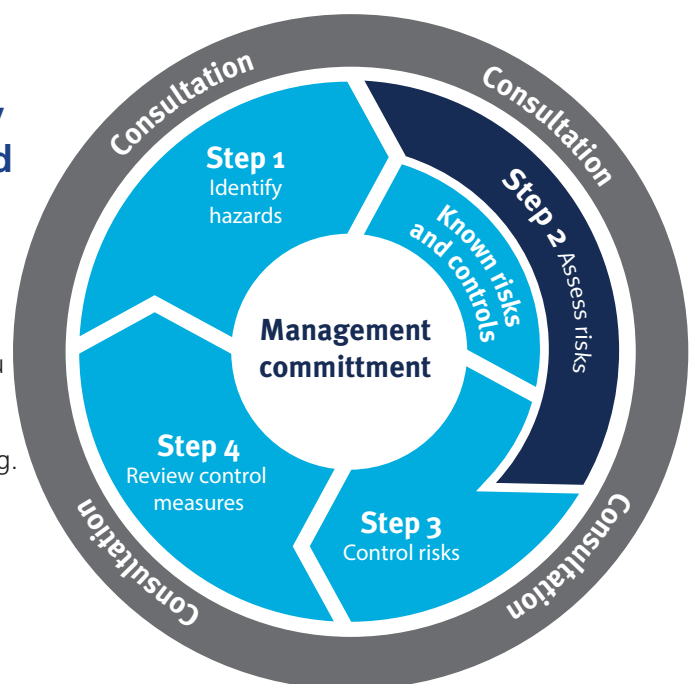 Consultation
Consultation
Step 1
Identify
hazards
Step 2 Assess risks
Known risks
and controls
Management
committment
Step 4
Review control
measures
Step 3
Control risks
Consultation
Consultation
d
g.